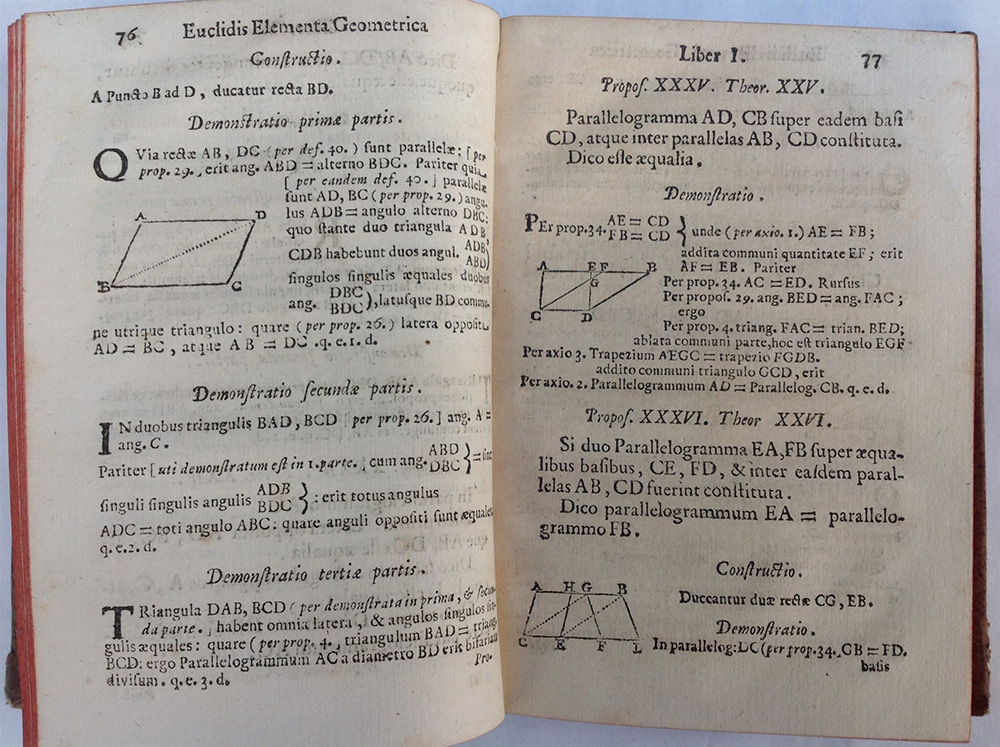 76 Euclidis Elementa Geometrica
Constructio.
A Puncto B ad D, ducatur recta BD.
Demonstratio primæ partis.
QVia rectæ AB, DC (per def. 40.) sunt parallelæ; [per
prop. 29., erit ang. ABD = alterno BDC. Pariter quia
[per eandem def. 40.] parallelæ
sunt AD, BC (per prop. 29.) angu-
lus ADB = angulo alterno DBC:
quo stante duo triangula ADB
CDB habebunt duos angul. ADB
ABD}
singulos singulis æquales duobus
ang. DBC
BDC), latusque BD commu-
A D
B C
ne utrique triangulo: quare (per prop. 26.) latera opposita
AD = BC, atque AB = DC. q. e. 1. d.
Demonstratio secundæ partis.
IN duobus triangulis BAD, BCD [per prop. 26.] ang. A =
ang. C.
Pariter [uti demonstratum est in 1. parte.] cum ang. ABD
DBC} = sint
singuli singulis angulis ADB
BDC}: erit totus angulus
ADC = toti angulo ABC: quare anguli oppositi sunt æquales
q. e. 2. d.
Demonstratio tertiæ partis.
TRiangula DAB, BCD (per demonstrata in prima, & secun-
da parte.) habent omnia latera, & angulos singulos sin-
gulis æquales: quare (per prop. 4., triangulum BAD = triang.
BCD: ergo Parallelogrammum AC a diametro BD eris bifariam
divisum. q. e. 3. d. Pro.
Liber I. 77
Propos. XXXV. Theor. XXV.
Parallelogramma AD, CB super eadem basi
CD, atque inter parallelas AB, CD constituta.
Dico esse æqualia.
Demonstratio.
PEr prop. 34. AE = CD
FB = CD} unde (per axio. 1.) AE = FB;
addita communi quantitate EF; erit
AF = EB. Pariter
Per prop. 34. AC = ED. Rursus
Per propos. 29. ang. BED = ang. FAC;
ergo
Per prop. 4. triang. FAC = trian. BED;
ablata communi parte, hoc est triangulo EGF
A E F B
G
C D
Per axio 3. Trapezium AEGC = trapezio FGDB.
addito communi triangulo GCD, erit
Per axio. 2. Parallelogrammum AD = Parallelog. CB. q. e. d.
Propos. XXXVI. Theor XXVI.
Si duo Parallelogramma EA, FB super æqua-
libus basibus, CE, FD, & inter easdem paral-
lelas AB, CD fuerint constituta.
Dico parallelogrammum EA = parallelo-
grammo FB.
Constructio.
Duccantur duæ rectæ CG, EB.
Demonstratio.
In parallelog: DC (per prop. 34., GB = FD.
basis
A H G B
C E F